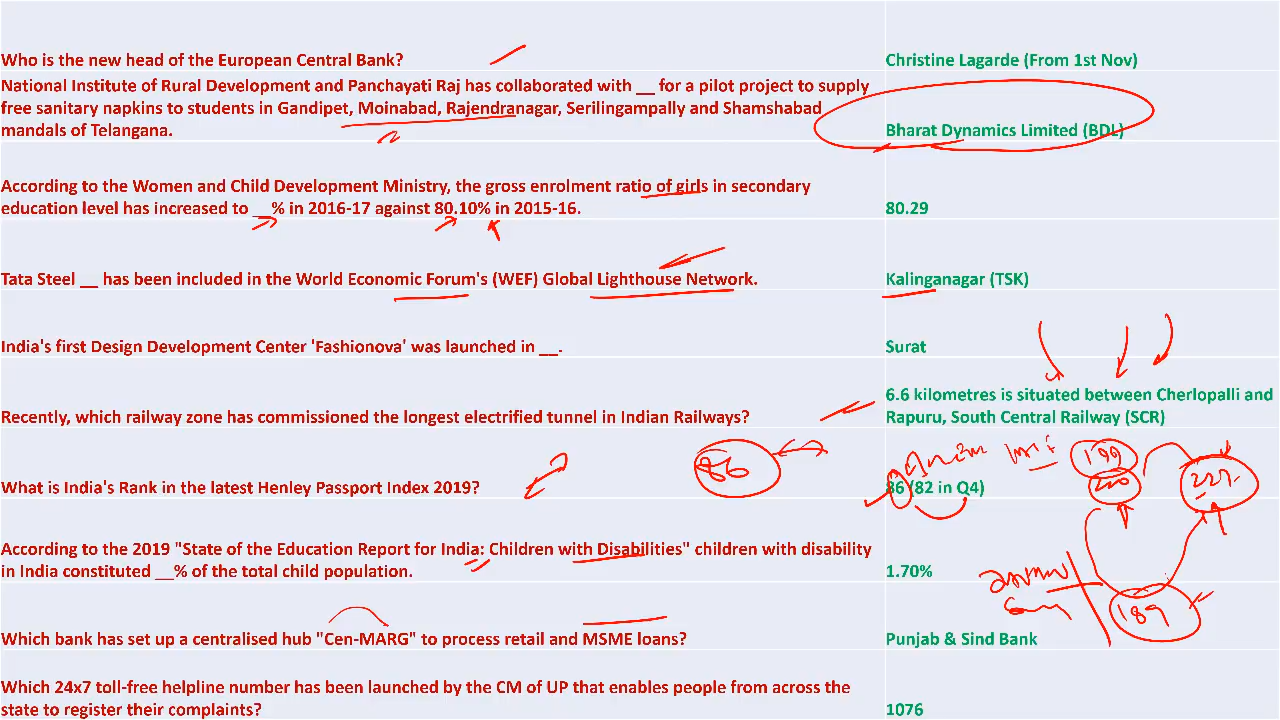 Who is the new head of the European Central Bank?
Christine Lagarde (From 1st Nov)
National Institute of Rural Development and Panchayati Raj has collaborated with __ for a pilot project to supply
free sanitary napkins to students in Gandipet, Moinabad, Rajendranagar, Serilingampally and Shamshabad
mandals of Telangana.
Bharat Dynamics Limited (BDL)
According to the Women and Child Development Ministry, the gross enrolment ratio of girls in secondary
education level has increased to __% in 2016-17 against 80.10% in 2015-16.
80.29
Tata Steel __ has been included in the World Economic Forum's (WEF) Global Lighthouse Network.
Kalinganagar (TSK)
India's first Design Development Center 'Fashionova' was launched in __.
Surat
Recently, which railway zone has commissioned the longest electrified tunnel in Indian Railways?
6.6 kilometres is situated between Cherlopalli and
Rapuru, South Central Railway (SCR)
86
199
What is India's Rank in the latest Henley Passport Index 2019?
86 (82 in Q4)
According to the 2019 "State of the Education Report for India: Children with Disabilities" children with disability
in India constituted __% of the total child population.
1.70%
189
Which bank has set up a centralised hub "Cen-MARG" to process retail and MSME loans?
Punjab & Sind Bank
Which 24x7 toll-free helpline number has been launched by the CM of UP that enables people from across the
state to register their complaints?
1076